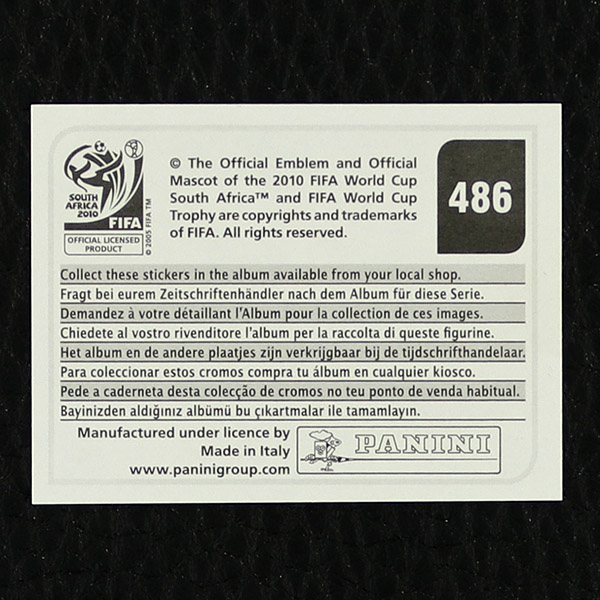 SOUTH
AFRICA
2010
FIFA
OFFICIAL LICENSED
PRODUCT
© 2005 FIFA TM
© The Official Emblem and Official
Mascot of the 2010 FIFA World Cup
South Africa™ and FIFA World Cup
Trophy are copyrights and trademarks
of FIFA. All rights reserved.
486
Collect these stickers in the album available from your local shop.
Fragt bei eurem Zeitschriftenhändler nach dem Album für diese Serie.
Demandez à votre détaillant l'Album pour la collection de ces images.
Chiedete al vostro rivenditore l'album per la raccolta di queste figurine.
Het album en de andere plaatjes zijn verkrijgbaar bij de tijdschrifthandelaar.
Para coleccionar estos cromos compra tu álbum en cualquier kiosco.
Pede a caderneta desta colecção de cromos no teu ponto de venda habitual.
Bayinizden aldığınız albümü bu çıkartmalar ile tamamlayın.
Manufactured under licence by
Made in Italy
www.paninigroup.com
PANINI